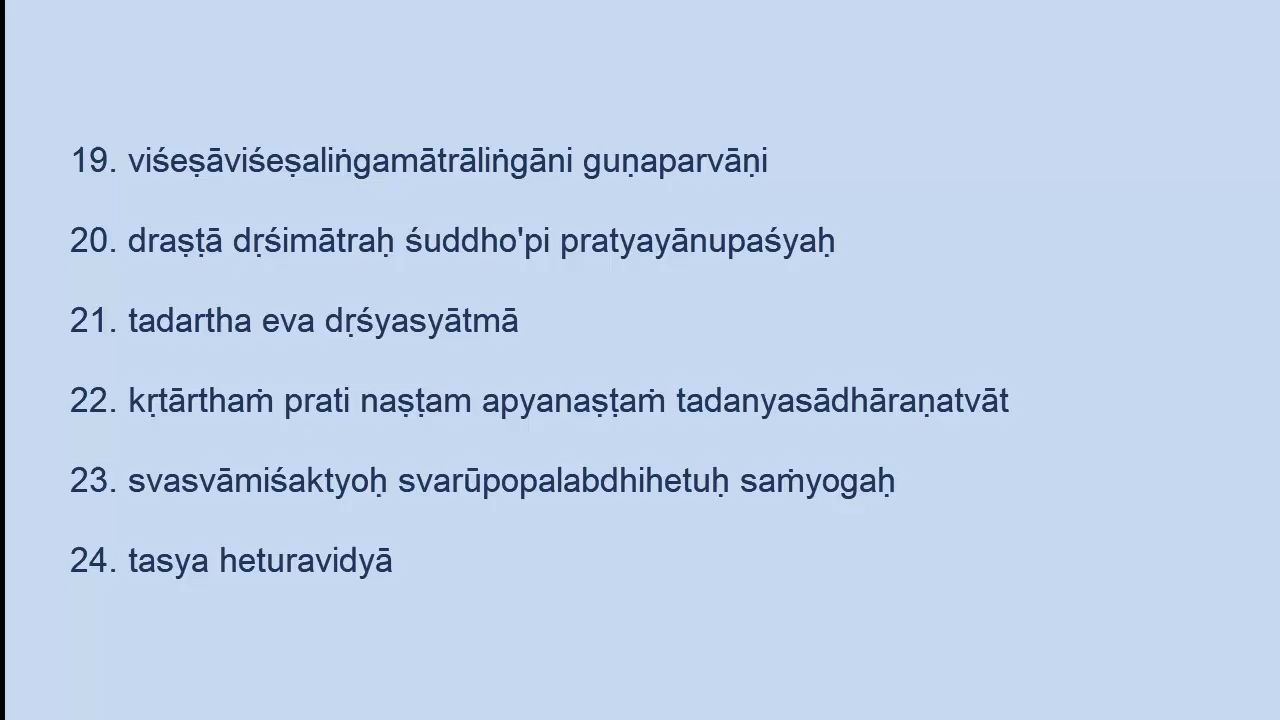 19. viśeṣāviśeṣaliṅgamātrāliṅgāni guṇaparvāṇi
20. draṣṭā dṛśimātraḥ śuddho'pi pratyayānupaśyaḥ
21. tadartha eva dṛśyasyātmā
22. kṛtārthaṁ prati naṣṭam apyanaṣṭaṁ tadanyasādhāraṇatvāt
23. svasvāmiśaktyoḥ svarūpopalabdhihetuḥ saṁyogaḥ
24. tasya heturavidyā